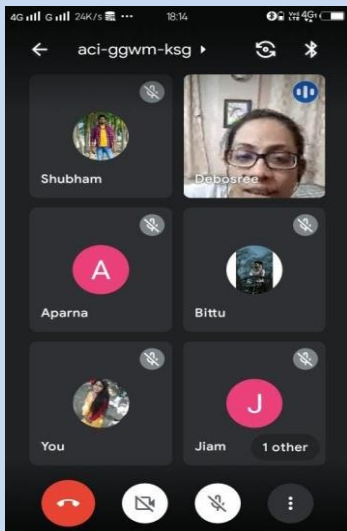 4G G 24K/s ... 18:14 4G
aci-ggwm-ksg
Shubham Debosree
A
Aparna Bittu
J
You Jiam 1 other